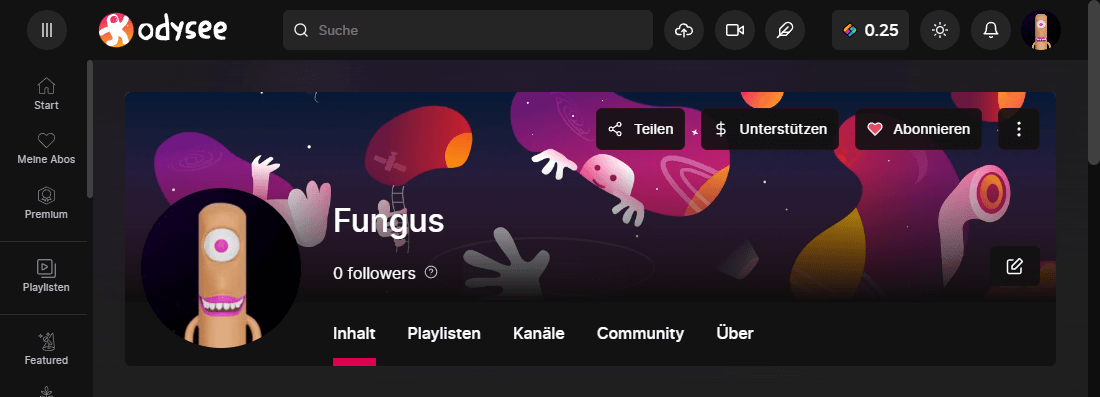 odysee
Suche
0.25
Start
Meine Abos
Premium
Playlisten
Featured
Teilen
$ Unterstützen
Abonnieren
Fungus
0 followers ?
Inhalt Playlisten Kanäle Community Über